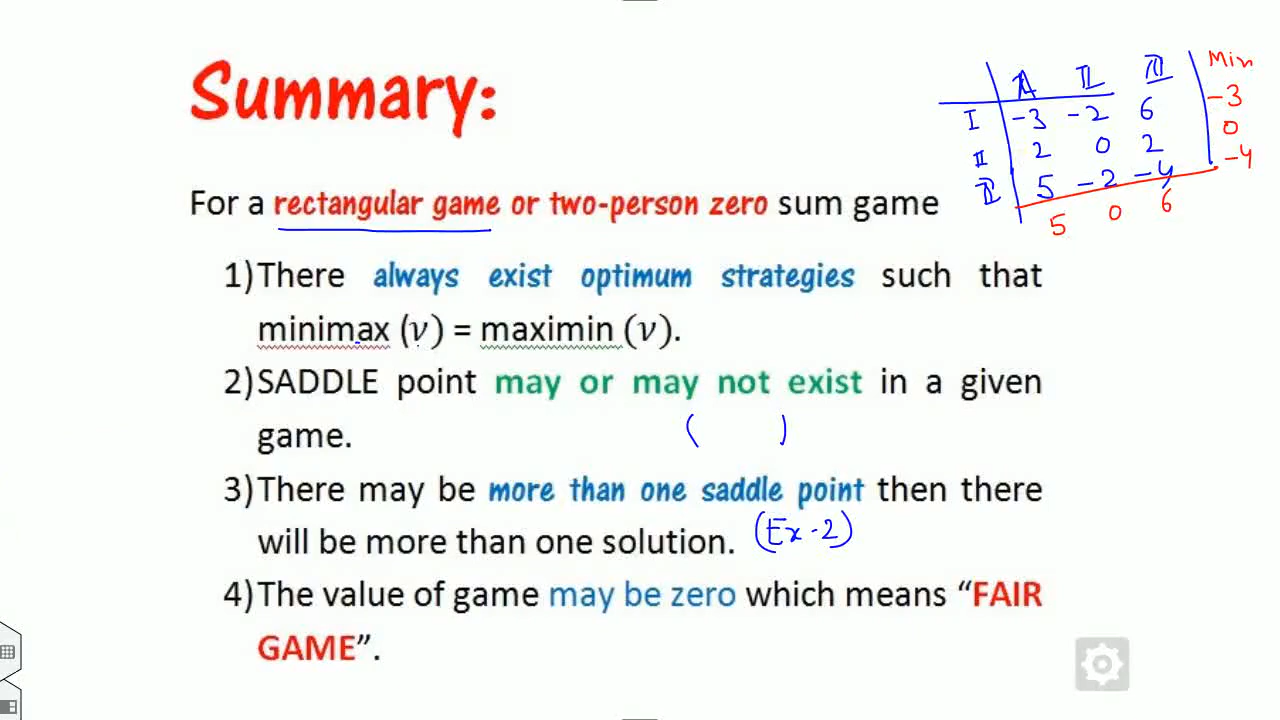 Summary:
I II III Min
I -3 -2 6 -3
II 2 0 2 0
III 5 -2 -4 -4
5 0 6
For a rectangular game or two-person zero sum game
1)There always exist optimum strategies such that
minimax (ν) = maximin (ν).
2)SADDLE point may or may not exist in a given
game. ( )
3)There may be more than one saddle point then there
will be more than one solution. (Ex-2)
4)The value of game may be zero which means “FAIR
GAME”.